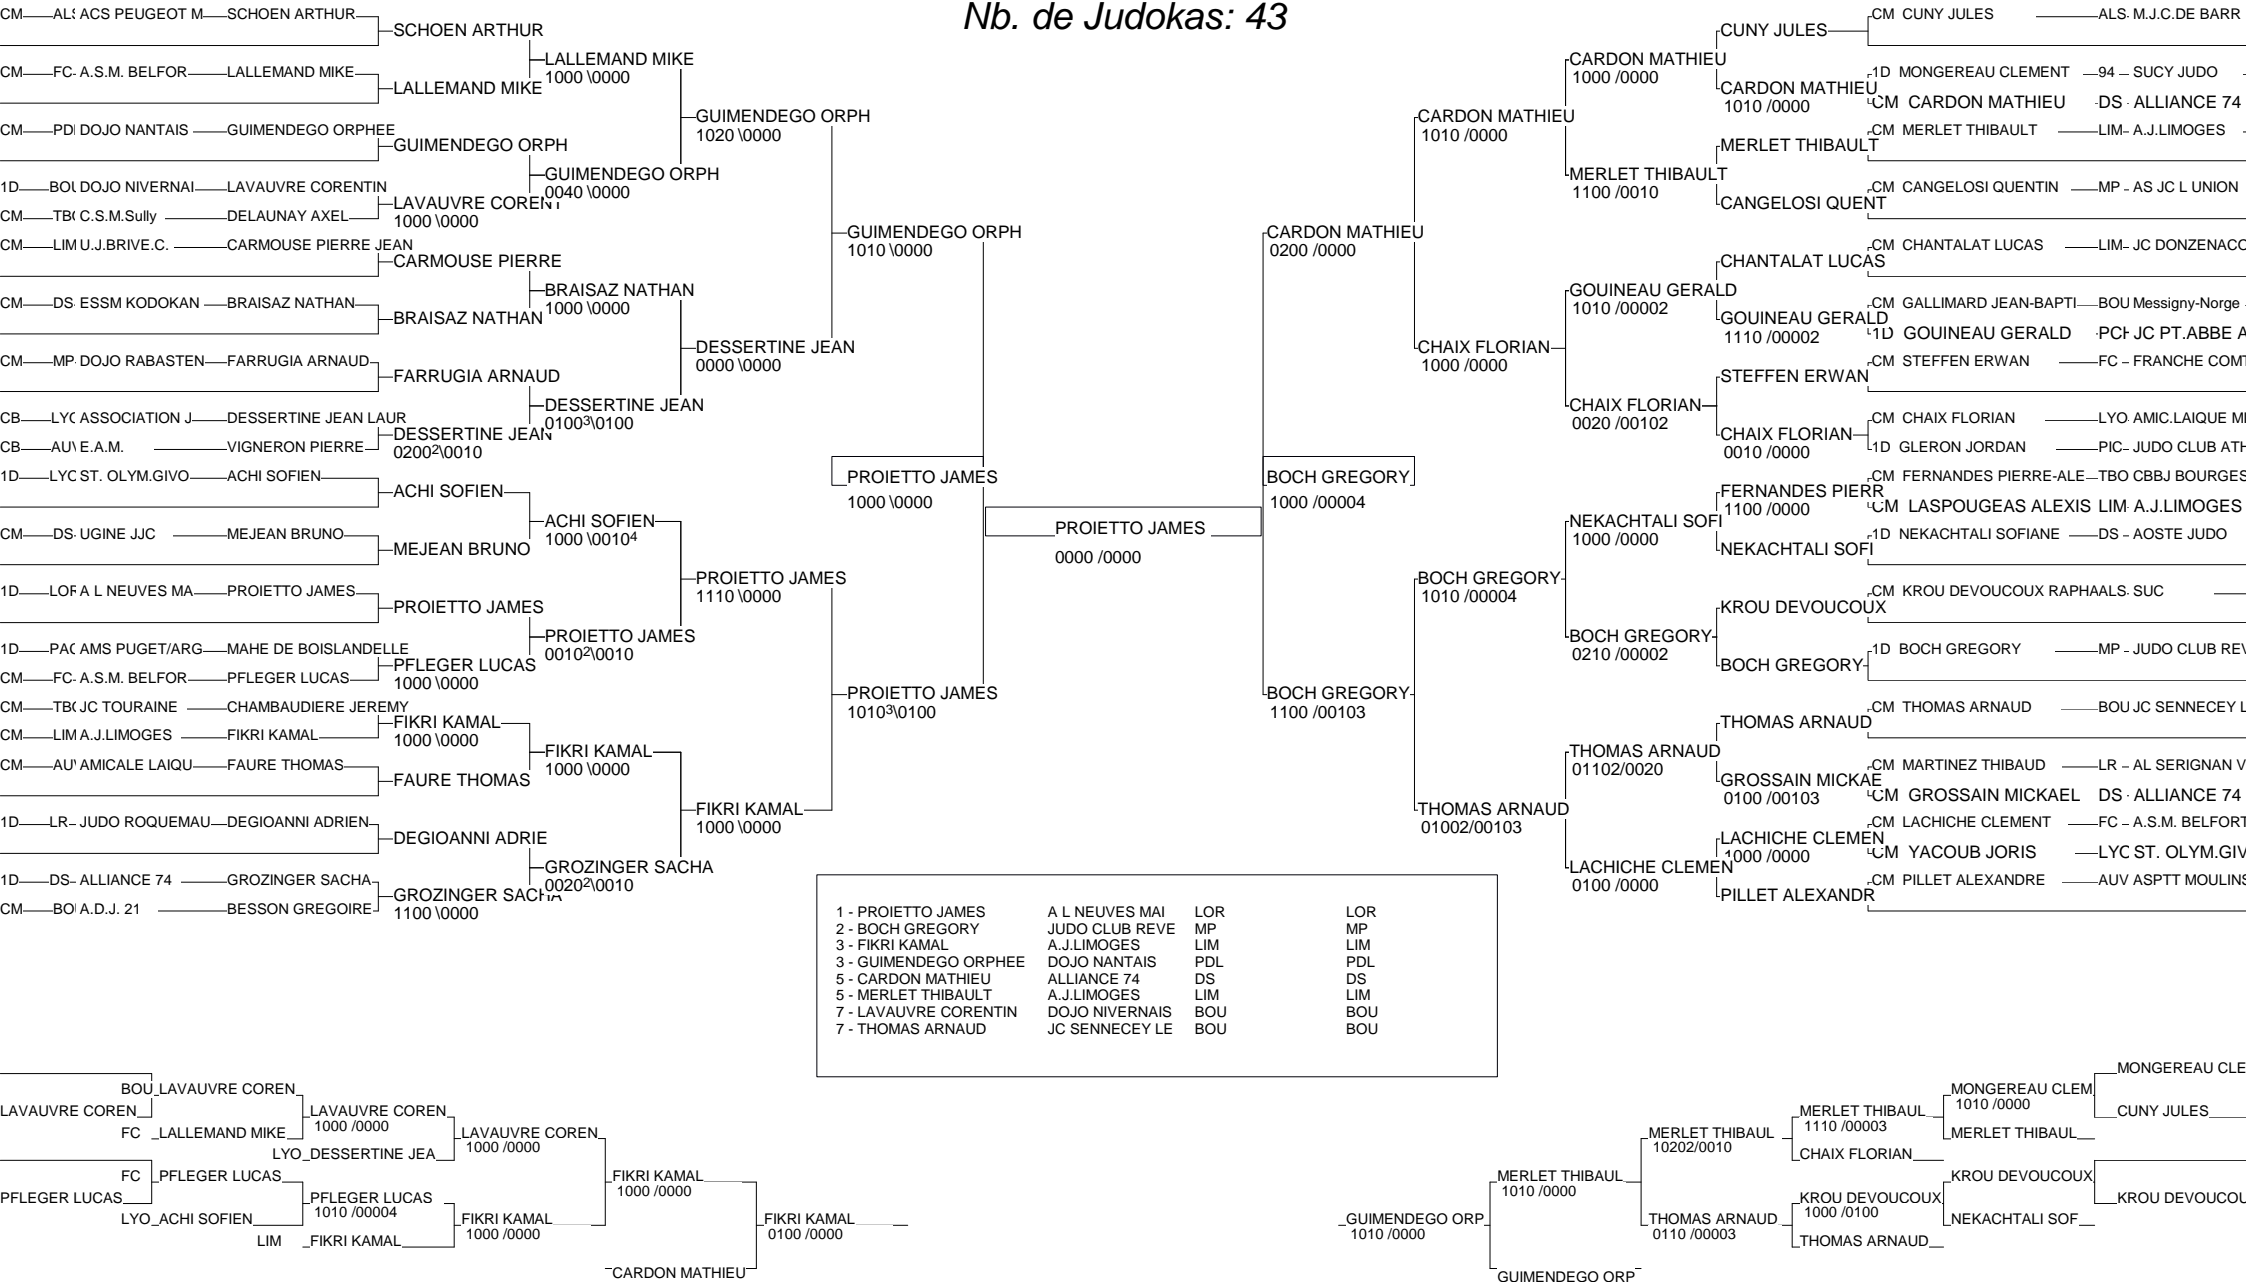 Nb. de Judokas: 43
CM ALS ACS PEUGEOT M SCHOEN ARTHUR
SCHOEN ARTHUR
LALLEMAND MIKE
1000 \0000
CM FC- A.S.M. BELFOR LALLEMAND MIKE
LALLEMAND MIKE
GUIMENDEGO ORPH
1020 \0000
CM PDL DOJO NANTAIS GUIMENDEGO ORPHEE
GUIMENDEGO ORPH
GUIMENDEGO ORPH
0040 \0000
1D BOU DOJO NIVERNAI LAVAUVRE CORENTIN
LAVAUVRE CORENT
1000 \0000
CM TBO C.S.M.Sully DELAUNAY AXEL
GUIMENDEGO ORPH
1010 \0000
CM LIM U.J.BRIVE.C. CARMOUSE PIERRE JEAN
CARMOUSE PIERRE
BRAISAZ NATHAN
1000 \0000
CM DS- ESSM KODOKAN BRAISAZ NATHAN
BRAISAZ NATHAN
DESSERTINE JEAN
0000 \0000
CM MP- DOJO RABASTEN FARRUGIA ARNAUD
FARRUGIA ARNAUD
DESSERTINE JEAN
0100³\0100
CB LYO ASSOCIATION J DESSERTINE JEAN LAUR
DESSERTINE JEAN
0200²\0010
CB AUV E.A.M. VIGNERON PIERRE
PROIETTO JAMES
1000 \0000
1D LYO ST. OLYM.GIVO ACHI SOFIEN
ACHI SOFIEN
ACHI SOFIEN
1000 \0010⁴
CM DS- UGINE JJC MEJEAN BRUNO
MEJEAN BRUNO
PROIETTO JAMES
1110 \0000
1D LOR A L NEUVES MA PROIETTO JAMES
PROIETTO JAMES
PROIETTO JAMES
0010²\0010
1D PAC AMS PUGET/ARG MAHE DE BOISLANDELLE
PFLEGER LUCAS
1000 \0000
CM FC- A.S.M. BELFOR PFLEGER LUCAS
PROIETTO JAMES
1010³\0100
CM TBO JC TOURAINE CHAMBAUDIERE JEREMY
FIKRI KAMAL
1000 \0000
CM LIM A.J.LIMOGES FIKRI KAMAL
FIKRI KAMAL
1000 \0000
CM AUV AMICALE LAIQU FAURE THOMAS
FAURE THOMAS
FIKRI KAMAL
1000 \0000
1D LR- JUDO ROQUEMAU DEGIOANNI ADRIEN
DEGIOANNI ADRIE
GROZINGER SACHA
0020²\0010
1D DS- ALLIANCE 74 GROZINGER SACHA
GROZINGER SACHA
1100 \0000
CM BO A.D.J. 21 BESSON GREGOIRE
PROIETTO JAMES
0000 /0000
CUNY JULES
CM CUNY JULES ALS- M.J.C.DE BARR
CARDON MATHIEU
1000 /0000
1D MONGEREAU CLEMENT 94 - SUCY JUDO
CARDON MATHIEU
1010 /0000
CM CARDON MATHIEU DS - ALLIANCE 74
CARDON MATHIEU
1010 /0000
CM MERLET THIBAULT LIM- A.J.LIMOGES
MERLET THIBAULT
MERLET THIBAULT
1100 /0010
CM CANGELOSI QUENTIN MP - AS JC L UNION
CANGELOSI QUENT
CARDON MATHIEU
0200 /0000
CM CHANTALAT LUCAS LIM- JC DONZENAC
CHANTALAT LUCAS
GOUINEAU GERALD
1010 /00002
CM GALLIMARD JEAN-BAPTI BOU Messigny-Norge
GOUINEAU GERALD
1110 /00002
1D GOUINEAU GERALD PCH JC PT.ABBE A
CHAIX FLORIAN
1000 /0000
CM STEFFEN ERWAN FC - FRANCHE COMT
STEFFEN ERWAN
CHAIX FLORIAN
0020 /00102
CM CHAIX FLORIAN LYO AMIC.LAIQUE M
CHAIX FLORIAN
0010 /0000
1D GLERON JORDAN PIC- JUDO CLUB ATH
BOCH GREGORY
1000 /00004
CM FERNANDES PIERRE-ALE TBO CBBJ BOURGES
FERNANDES PIERR
1100 /0000
CM LASPOUGEAS ALEXIS LIM- A.J.LIMOGES
NEKACHTALI SOFI
1000 /0000
1D NEKACHTALI SOFIANE DS - AOSTE JUDO
NEKACHTALI SOFI
BOCH GREGORY
1010 /00004
CM KROU DEVOUCOUX RAPHAALS- SUC
KROU DEVOUCOUX
BOCH GREGORY
0210 /00002
1D BOCH GREGORY MP - JUDO CLUB REV
BOCH GREGORY
BOCH GREGORY
1100 /00103
CM THOMAS ARNAUD BOU JC SENNECEY L
THOMAS ARNAUD
THOMAS ARNAUD
01102/0020
CM MARTINEZ THIBAUD LR - AL SERIGNAN V
GROSSAIN MICKAE
0100 /00103
CM GROSSAIN MICKAEL DS - ALLIANCE 74
THOMAS ARNAUD
01002/00103
CM LACHICHE CLEMENT FC - A.S.M. BELFORT
LACHICHE CLEMEN
1000 /0000
CM YACOUB JORIS LYO ST. OLYM.GIV
LACHICHE CLEMEN
0100 /0000
CM PILLET ALEXANDRE AUV ASPTT MOULINS
PILLET ALEXANDR
1 - PROIETTO JAMES A L NEUVES MAI LOR LOR
2 - BOCH GREGORY JUDO CLUB REVE MP MP
3 - FIKRI KAMAL A.J.LIMOGES LIM LIM
3 - GUIMENDEGO ORPHEE DOJO NANTAIS PDL PDL
5 - CARDON MATHIEU ALLIANCE 74 DS DS
5 - MERLET THIBAULT A.J.LIMOGES LIM LIM
7 - LAVAUVRE CORENTIN DOJO NIVERNAIS BOU BOU
7 - THOMAS ARNAUD JC SENNECEY LE BOU BOU
BOU LAVAUVRE COREN
LAVAUVRE COREN
LAVAUVRE COREN
1000 /0000
FC LALLEMAND MIKE
LAVAUVRE COREN
1000 /0000
LYO DESSERTINE JEA
FC PFLEGER LUCAS
FIKRI KAMAL
1000 /0000
PFLEGER LUCAS
PFLEGER LUCAS
1010 /00004
LYO ACHI SOFIEN
FIKRI KAMAL
1000 /0000
FIKRI KAMAL
0100 /0000
LIM FIKRI KAMAL
CARDON MATHIEU
MONGEREAU CLE
MONGEREAU CLEM
1010 /0000
MERLET THIBAUL
1110 /00003
CUNY JULES
MERLET THIBAUL
10202/0010
MERLET THIBAUL
CHAIX FLORIAN
MERLET THIBAUL
1010 /0000
KROU DEVOUCOUX
KROU DEVOUCOUX
1000 /0100
KROU DEVOUCOU
GUIMENDEGO ORP
1010 /0000
THOMAS ARNAUD
0110 /00003
NEKACHTALI SOF
THOMAS ARNAUD
GUIMENDEGO ORP